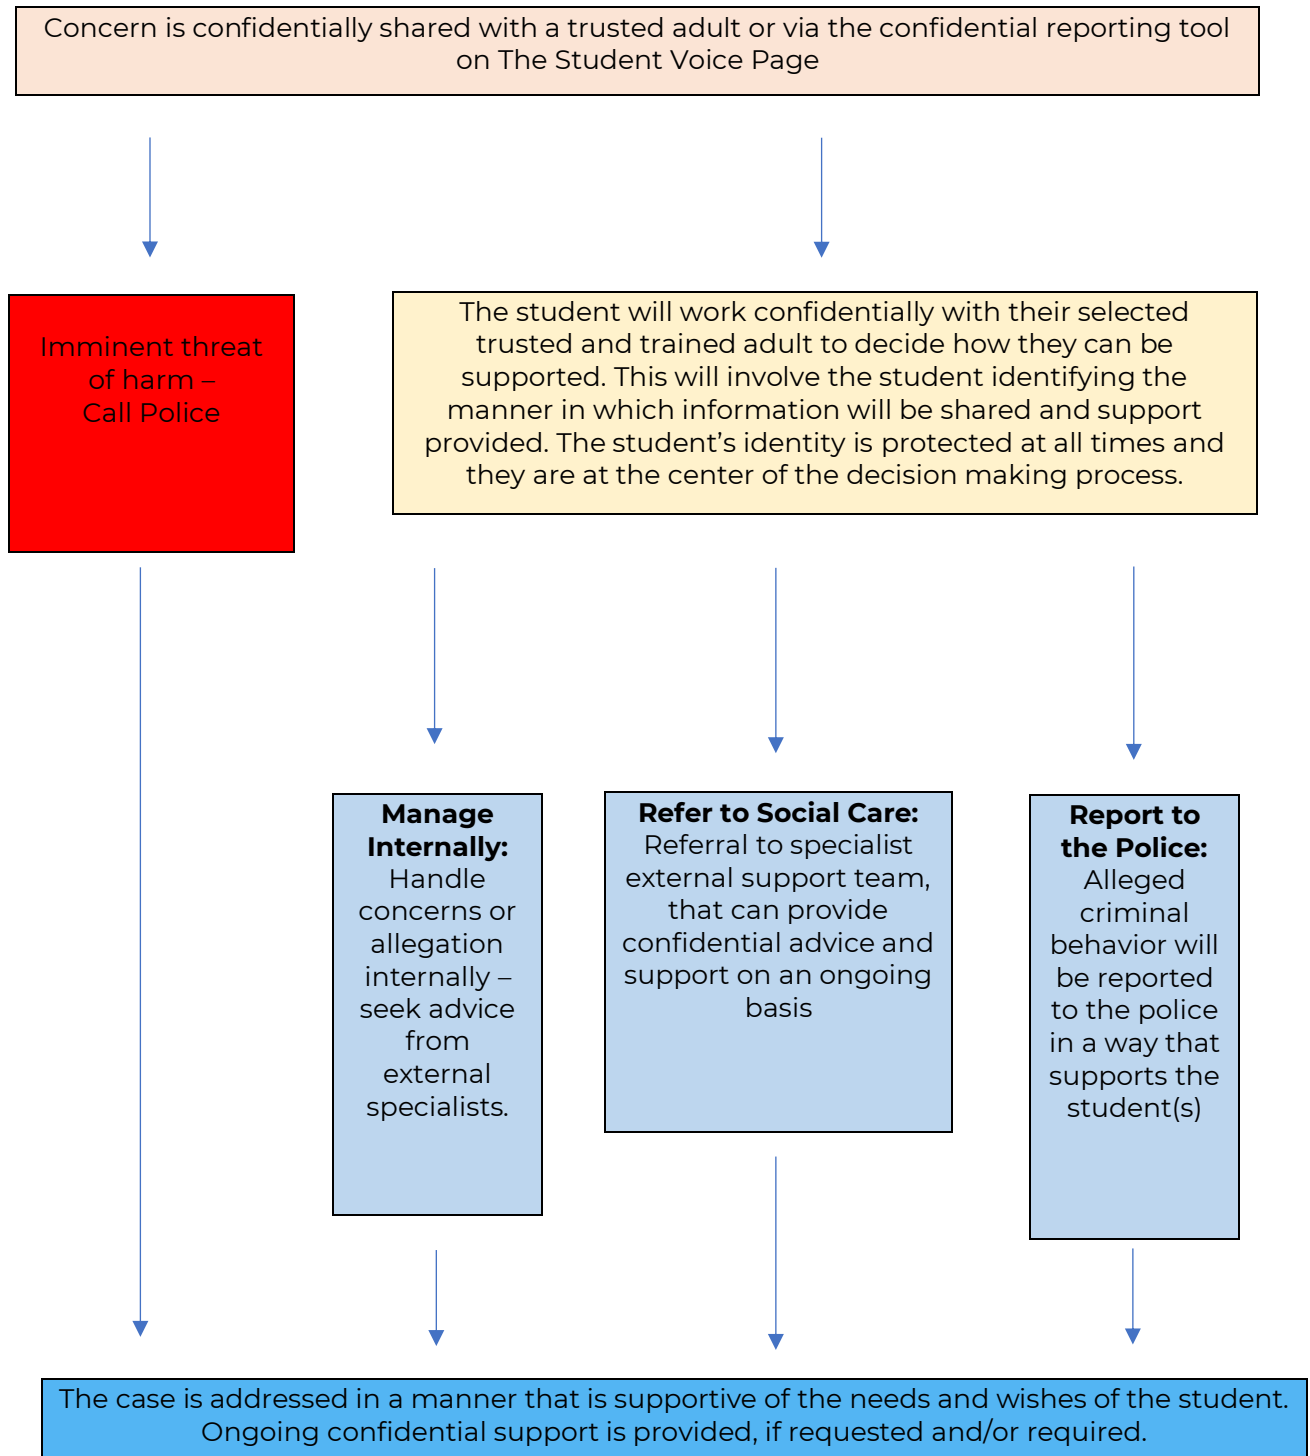 Concern is confidentially shared with a trusted adult or via the confidential reporting tool
on The Student Voice Page
Imminent threat
of harm –
Call Police
The student will work confidentially with their selected
trusted and trained adult to decide how they can be
supported. This will involve the student identifying the
manner in which information will be shared and support
provided. The student’s identity is protected at all times and
they are at the center of the decision making process.
Manage
Internally:
Handle
concerns or
allegation
internally –
seek advice
from
external
specialists.
Refer to Social Care:
Referral to specialist
external support team,
that can provide
confidential advice and
support on an ongoing
basis
Report to
the Police:
Alleged
criminal
behavior will
be reported
to the police
in a way that
supports the
student(s)
The case is addressed in a manner that is supportive of the needs and wishes of the student.
Ongoing confidential support is provided, if requested and/or required.